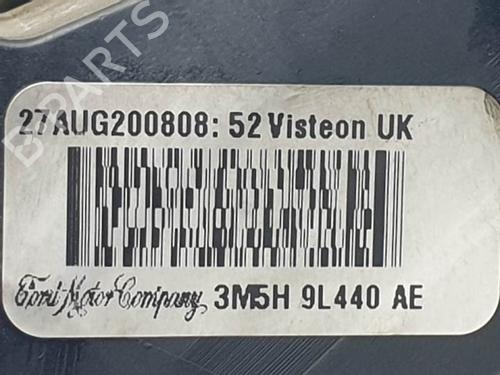 B-PARTS
27AUG200808:52 Visteon UK
Ford Motor Company 3M5H 9L440 AE